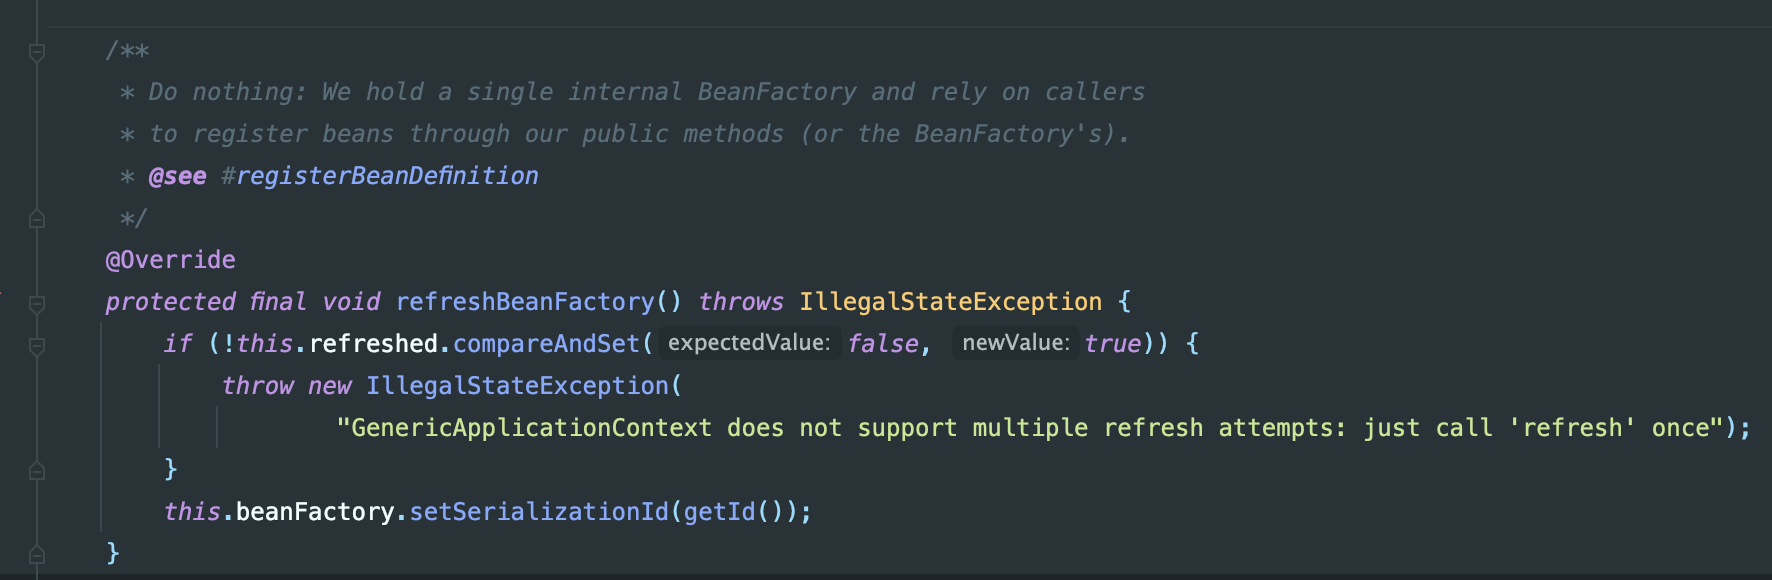 /**
* Do nothing: We hold a single internal BeanFactory and rely on callers
* to register beans through our public methods (or the BeanFactory's).
* @see #registerBeanDefinition
*/
@Override
protected final void refreshBeanFactory() throws IllegalStateException {
if (!this.refreshed.compareAndSet( expectedValue: false, newValue: true)) {
throw new IllegalStateException(
"GenericApplicationContext does not support multiple refresh attempts: just call 'refresh' once");
}
this.beanFactory.setSerializationId(getId());
}